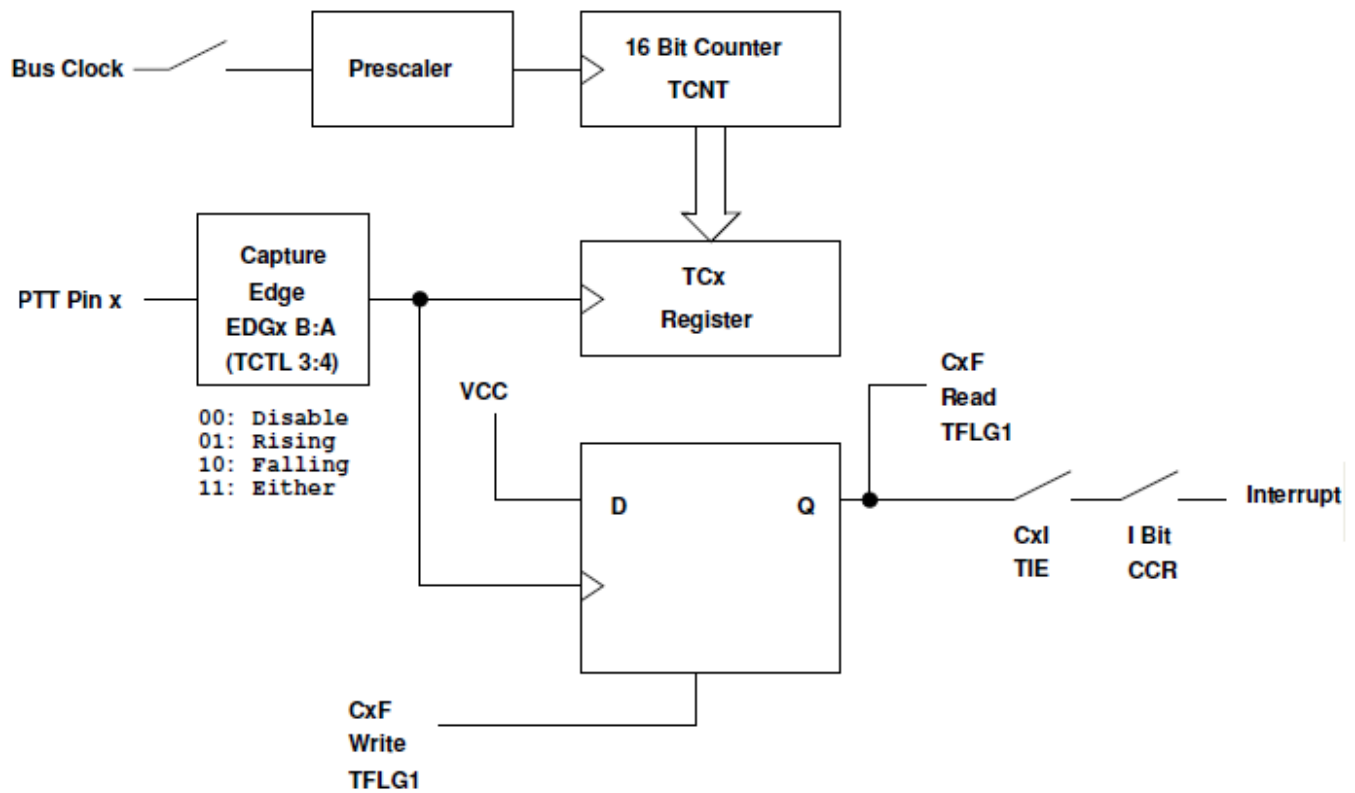 Bus Clock
Prescaler
16 Bit Counter
TCNT
PTT Pin x
Capture
Edge
EDGx B:A
(TCTL 3:4)
00: Disable
01: Rising
10: Falling
11: Either
TCx
Register
VCC
D
Q
CxF
Read
TFLG1
CxI
TIE
I Bit
CCR
Interrupt
CxF
Write
TFLG1